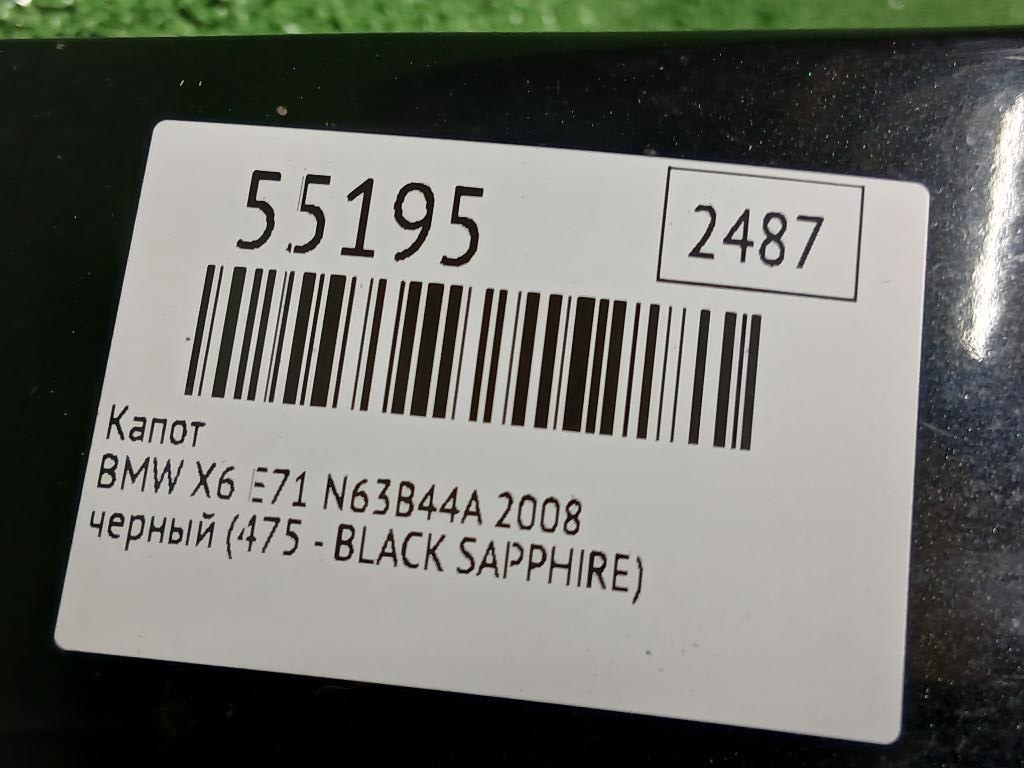 55195
2487
Капот
BMW X6 E71 N63B44A 2008
черный (475 - BLACK SAPPHIRE)